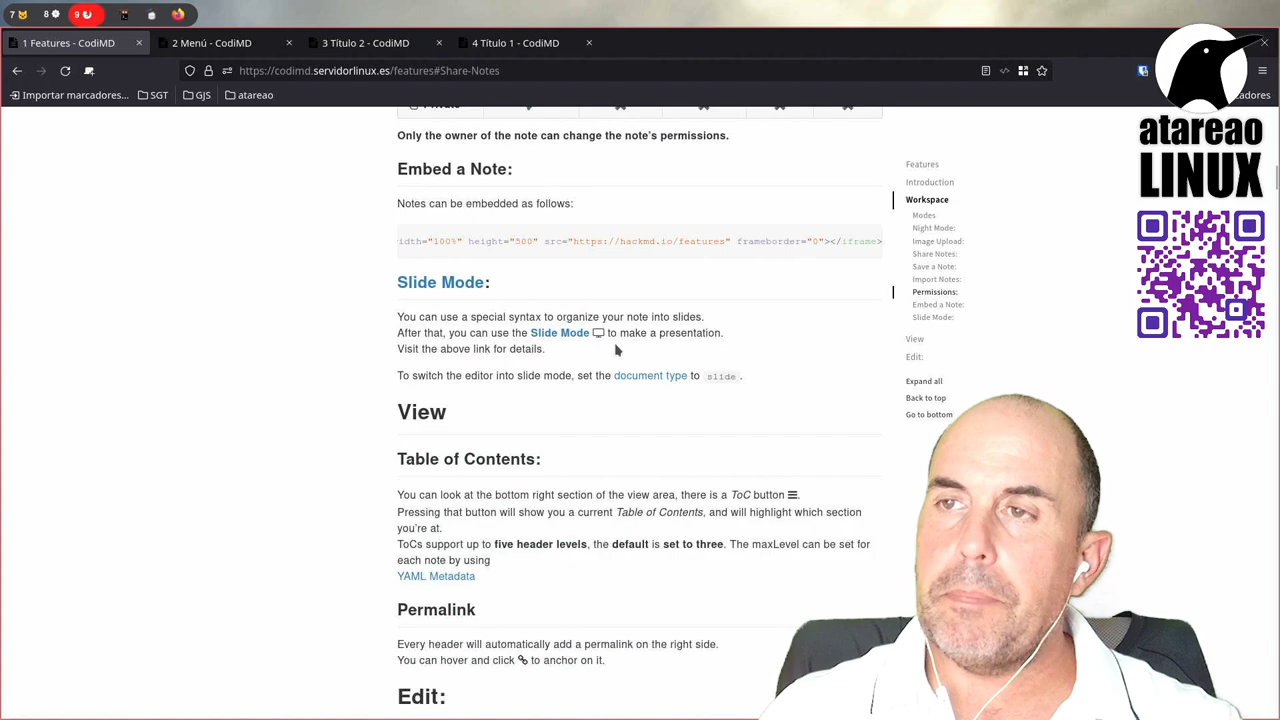 7
8
9
1 Features - CodiMD
2 Menú - CodiMD
3 Título 2 - CodiMD
4 Título 1 - CodiMD
https://codimd.servidorlinux.es/features#Share-Notes
Importar marcadores...
SGT
GJS
atareao
cadores
atareao
LINUX
Only the owner of the note can change the note's permissions.
Embed a Note:
Notes can be embedded as follows:
idth="100%" height="500" src="https://hackmd.io/features" frameborder="0"></iframe>
Slide Mode:
You can use a special syntax to organize your note into slides.
After that, you can use the Slide Mode to make a presentation.
Visit the above link for details.
To switch the editor into slide mode, set the document type to slide.
View
Table of Contents:
You can look at the bottom right section of the view area, there is a ToC button.
Pressing that button will show you a current Table of Contents, and will highlight which section
you're at.
ToCs support up to five header levels, the default is set to three. The maxLevel can be set for
each note by using
YAML Metadata
Permalink
Every header will automatically add a permalink on the right side.
You can hover and click to anchor on it.
Edit:
Features
Introduction
Workspace
Modes
Night Mode:
Image Upload:
Share Notes:
Save a Note:
Import Notes:
Permissions:
Embed a Note:
Slide Mode:
View
Edit:
Expand all
Back to top
Go to bottom